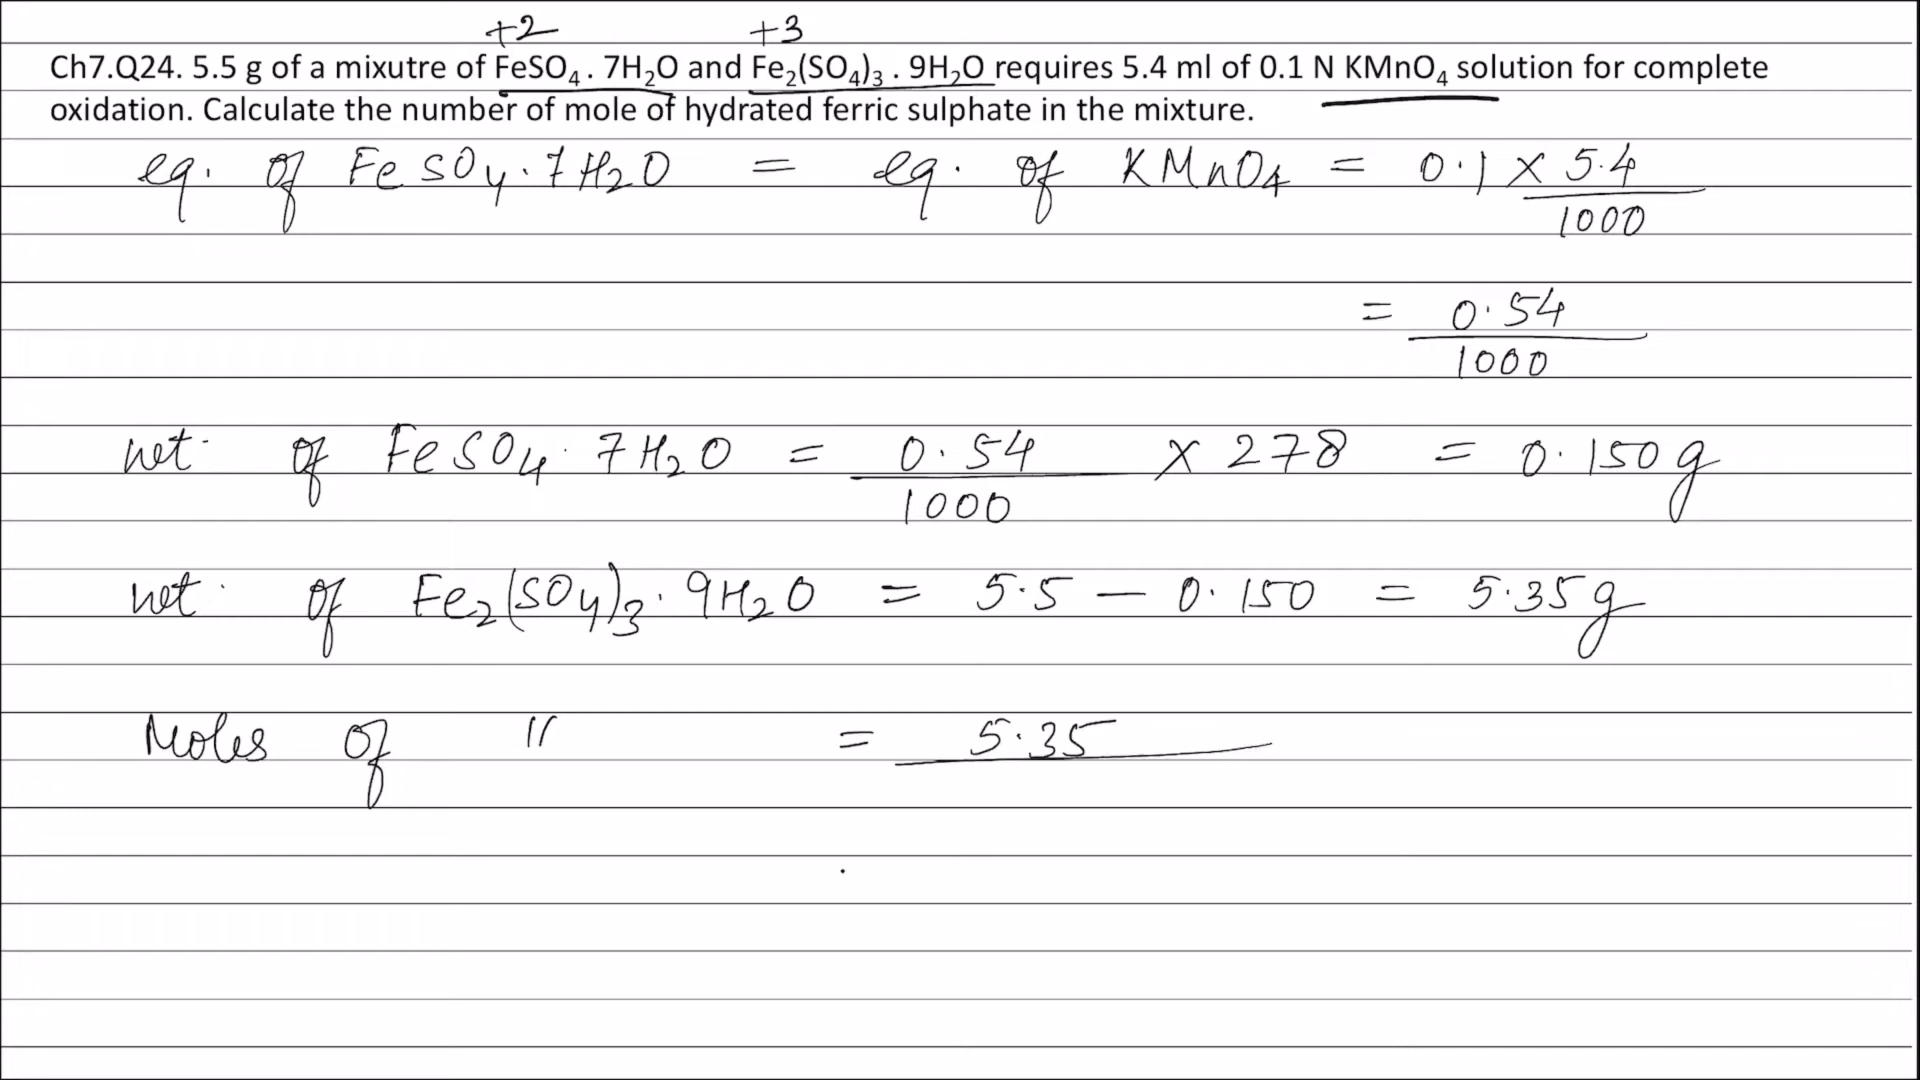 +2 +3
Ch7.Q24. 5.5 g of a mixutre of FeSO₄. 7H₂O and Fe₂(SO₄)₃ . 9H₂O requires 5.4 ml of 0.1 N KMnO₄ solution for complete
oxidation. Calculate the number of mole of hydrated ferric sulphate in the mixture.
eq. of FeSO₄.7H₂O = eq. of KMnO₄ = 0.1 × 5.4
1000
= 0.54
1000
wt. of FeSO₄.7H₂O = 0.54 × 278 = 0.150g
1000
wt. of Fe₂(SO₄)₃.9H₂O = 5.5 − 0.150 = 5.35g
Moles of " = 5.35